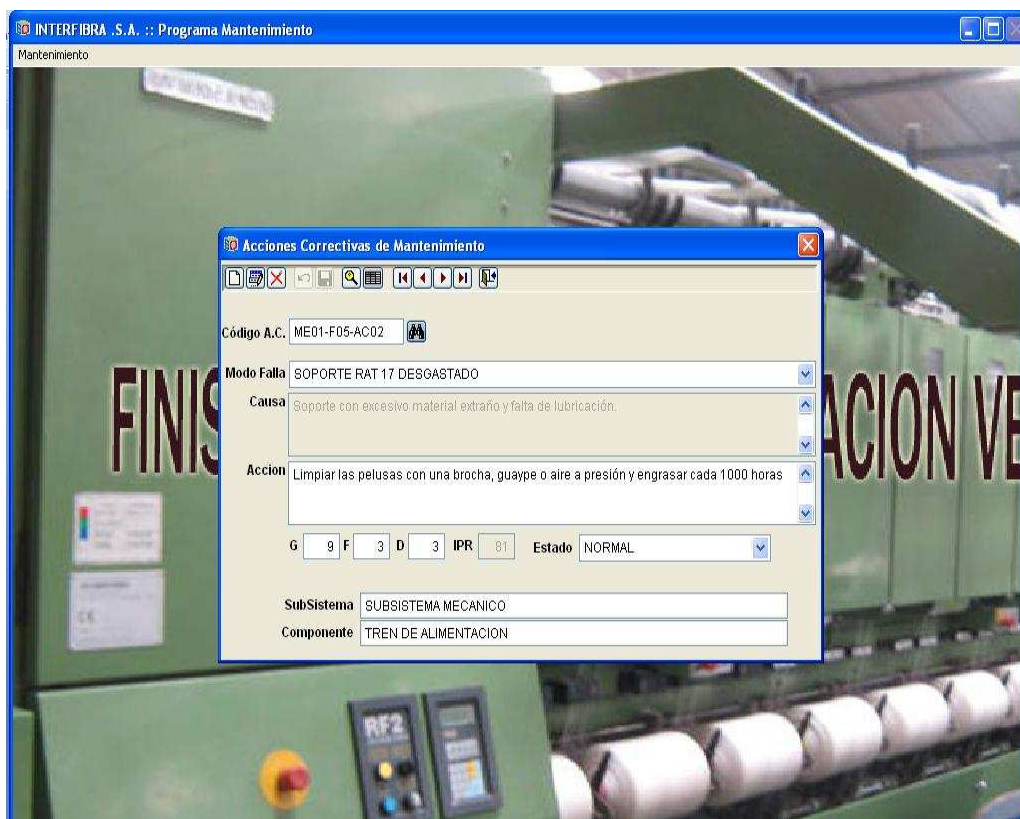 INTERFIBRA .S.A. :: Programa Mantenimiento
Mantenimiento
Acciones Correctivas de Mantenimiento
Código A.C. ME01-F05-AC02
Modo Falla SOPORTE RAT 17 DESGASTADO
Causa Soporte con excesivo material extraño y falta de lubricación.
Accion Limpiar las pelusas con una brocha, guaype o aire a presión y engrasar cada 1000 horas
G 9 F 3 D 3 IPR 81 Estado NORMAL
SubSistema SUBSISTEMA MECANICO
Componente TREN DE ALIMENTACION
FINIS
ACION VE
RF2
CE